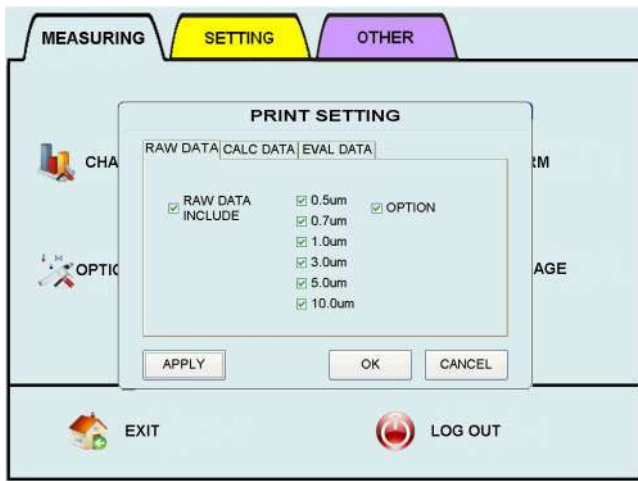 MEASURING
SETTING
OTHER
PRINT SETTING
RAW DATA
CALC DATA
EVAL DATA
CHA
RM
RAW DATA
INCLUDE
0.5um
0.7um
1.0um
3.0um
5.0um
10.0um
OPTION
OPTIO
AGE
APPLY
OK
CANCEL
EXIT
LOG OUT